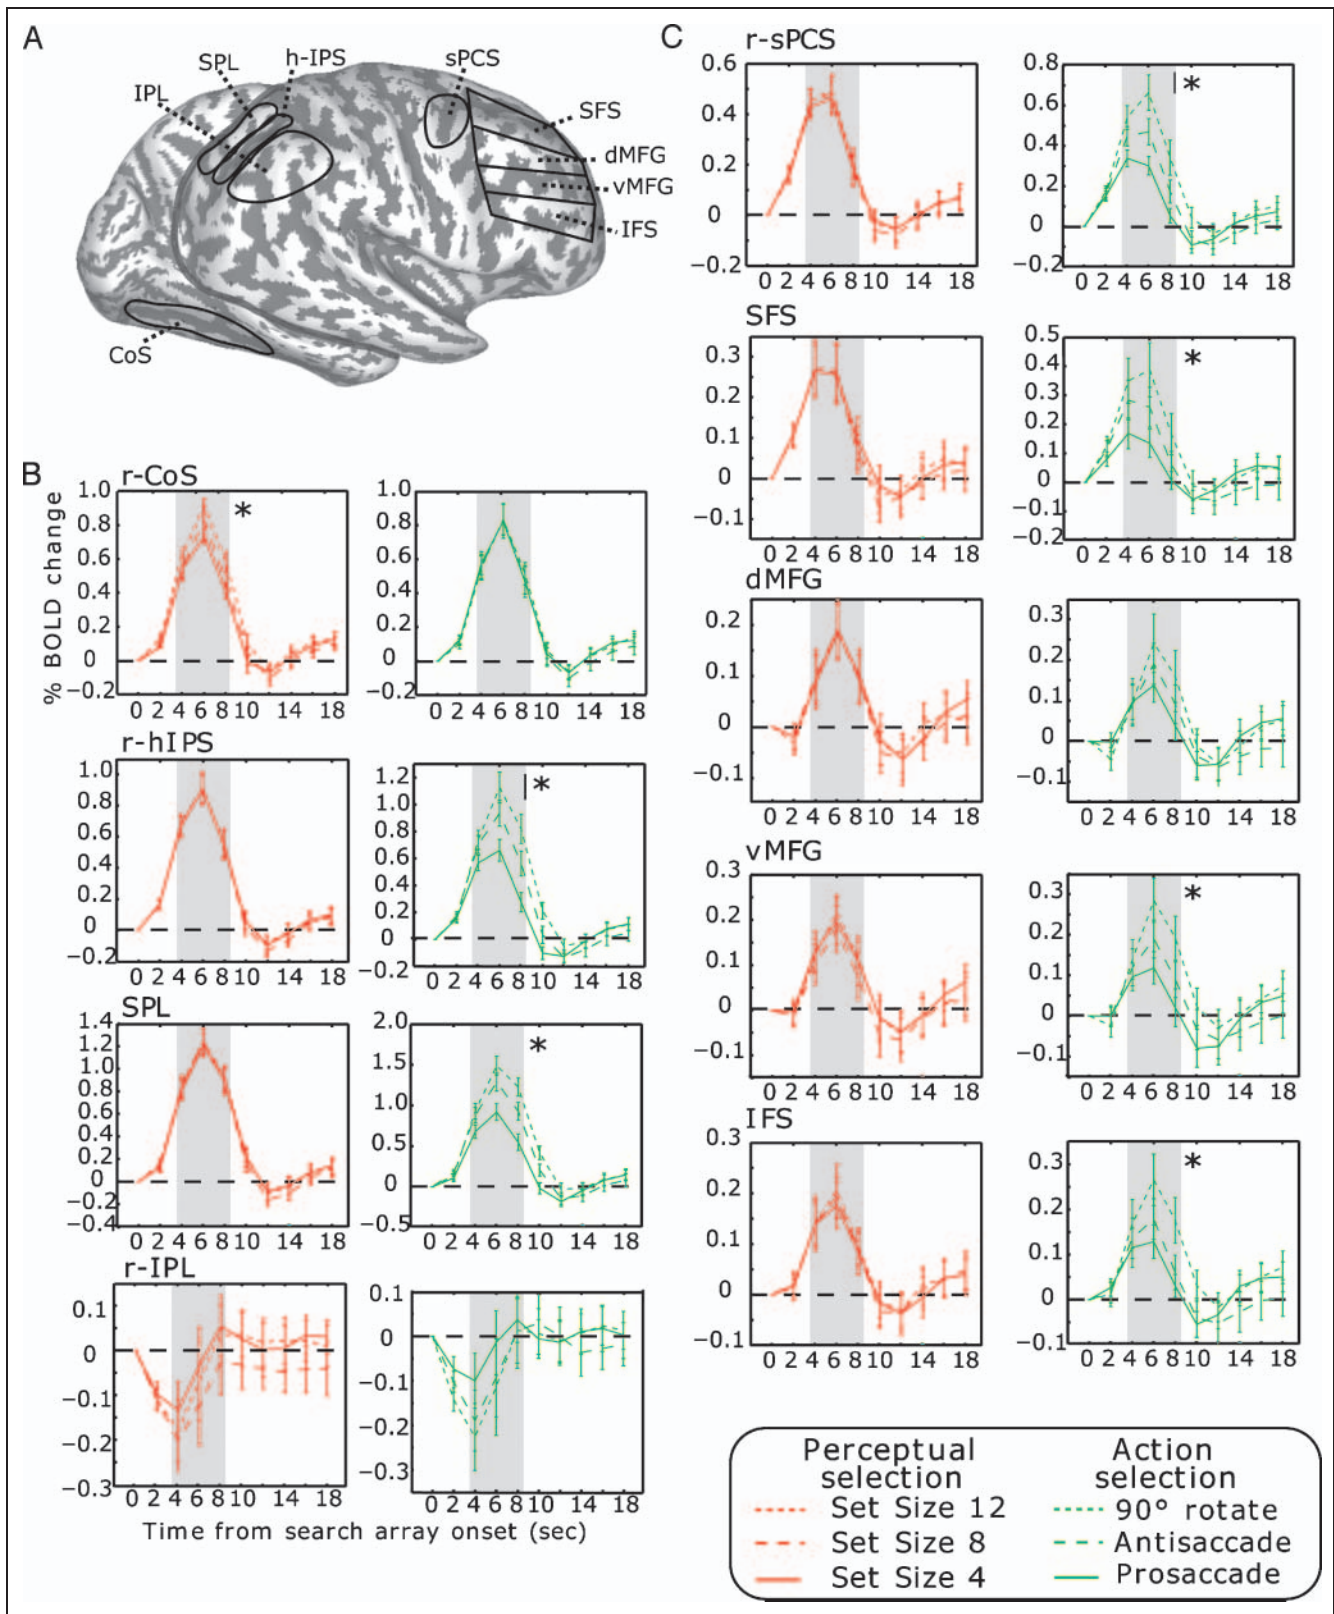 A
SPL
h-IPS
sPCS
IPL
SFS
dMFG
vMFG
IFS
CoS
B
% BOLD change
r-CoS
1.0
0.8
0.6
0.4
0.2
0
−0.2
0 2 4 6 8 10 14 18
1.0
0.8
0.6
0.4
0.2
0
−0.2
0 2 4 6 8 10 14 18
*
r-hIPS
1.0
0.8
0.6
0.4
0.2
0
−0.2
0 2 4 6 8 10 14 18
1.2
1.0
0.8
0.6
0.4
0.2
0
−0.2
0 2 4 6 8 10 14 18
*
SPL
1.4
1.2
1.0
0.8
0.6
0.4
0.2
0
−0.2
−0.4
0 2 4 6 8 10 14 18
2.0
1.5
1.0
0.5
0
−0.5
0 2 4 6 8 10 14 18
*
r-IPL
0.1
0
−0.1
−0.2
−0.3
0 2 4 6 8 10 14 18
0.1
0
−0.1
−0.2
−0.3
0 2 4 6 8 10 14 18
Time from search array onset (sec)
C
r-sPCS
0.6
0.4
0.2
0
−0.2
0 2 4 6 8 10 14 18
0.8
0.6
0.4
0.2
0
−0.2
0 2 4 6 8 10 14 18
*
SFS
0.3
0.2
0.1
0
−0.1
0 2 4 6 8 10 14 18
0.5
0.4
0.3
0.2
0.1
0
−0.1
−0.2
0 2 4 6 8 10 14 18
*
dMFG
0.2
0.1
0
−0.1
0 2 4 6 8 10 14 18
0.3
0.2
0.1
0
−0.1
0 2 4 6 8 10 14 18
vMFG
0.3
0.2
0.1
0
−0.1
0 2 4 6 8 10 14 18
0.3
0.2
0.1
0
−0.1
0 2 4 6 8 10 14 18
*
IFS
0.3
0.2
0.1
0
−0.1
0 2 4 6 8 10 14 18
0.3
0.2
0.1
0
−0.1
0 2 4 6 8 10 14 18
*
Perceptual
selection
Set Size 12
Set Size 8
Set Size 4
Action
selection
90° rotate
Antisaccade
Prosaccade